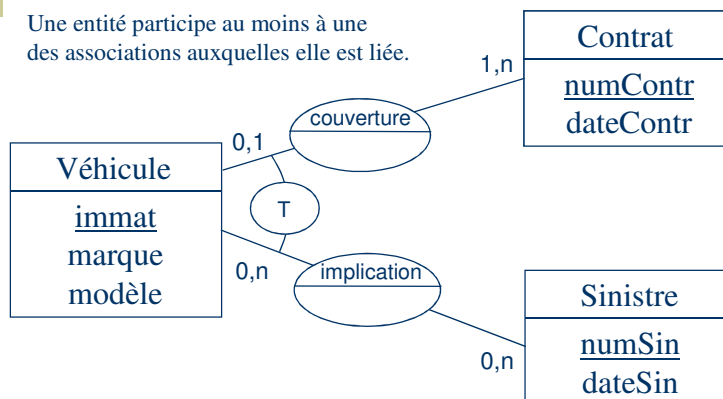 Une entité participe au moins à une
des associations auxquelles elle est liée.
Contrat
numContr
dateContr
1,n
couverture
0,1
Véhicule
immat
marque
modèle
T
0,n
implication
0,n
Sinistre
numSin
dateSin